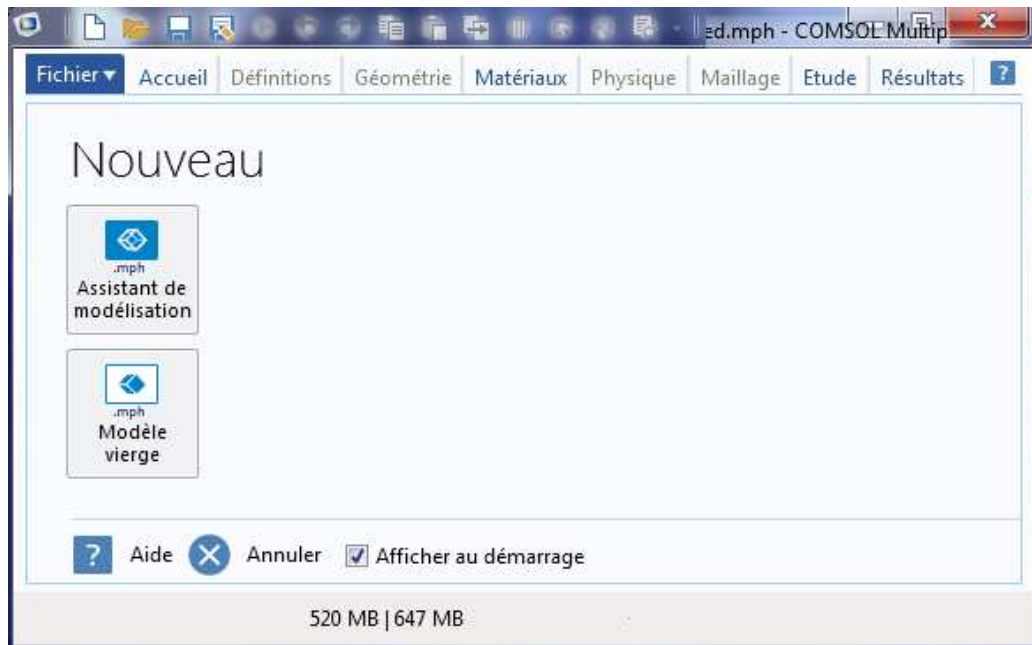 ed.mph - COMSOL Multip
Fichier Accueil Définitions Géométrie Matériaux Physique Maillage Etude Résultats ?
Nouveau
.mph
Assistant de
modélisation
.mph
Modèle
vierge
? Aide Annuler Afficher au démarrage
520 MB | 647 MB